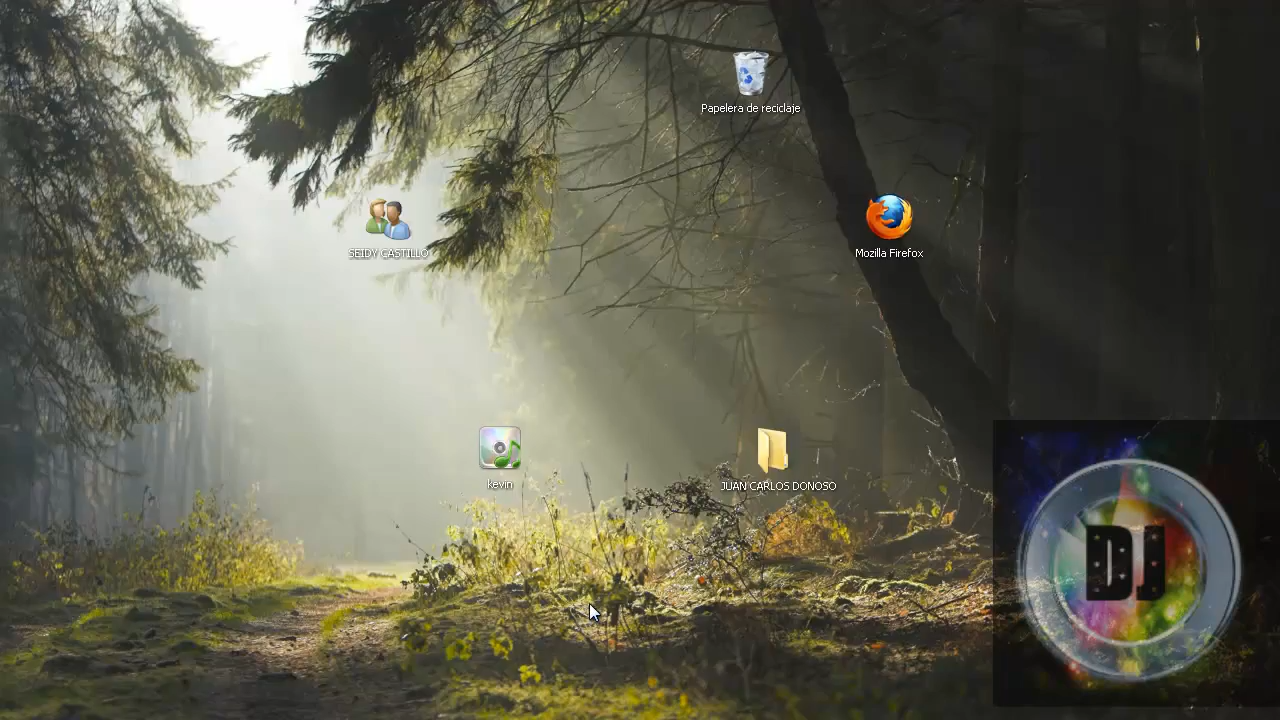 Papelera de reciclaje
SEIDY CASTILLO
Mozilla Firefox
kevin
JUAN CARLOS DONOSO
DJ